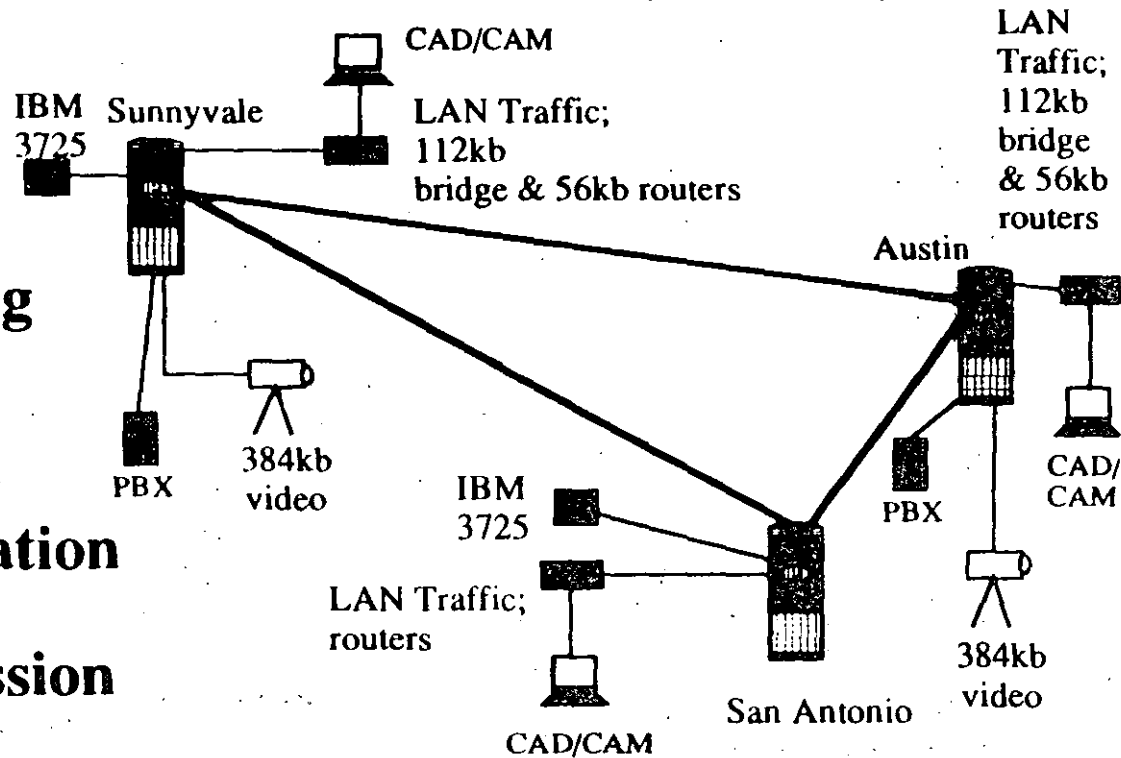 CAD/CAM
IBM
3725
Sunnyvale
LAN Traffic;
112kb
bridge & 56kb routers
LAN
Traffic;
112kb
bridge
& 56kb
routers
Austin
g
PBX
384kb
video
ation
ssion
IBM
3725
LAN Traffic;
routers
CAD/CAM
San Antonio
PBX
CAD/
CAM
384kb
video